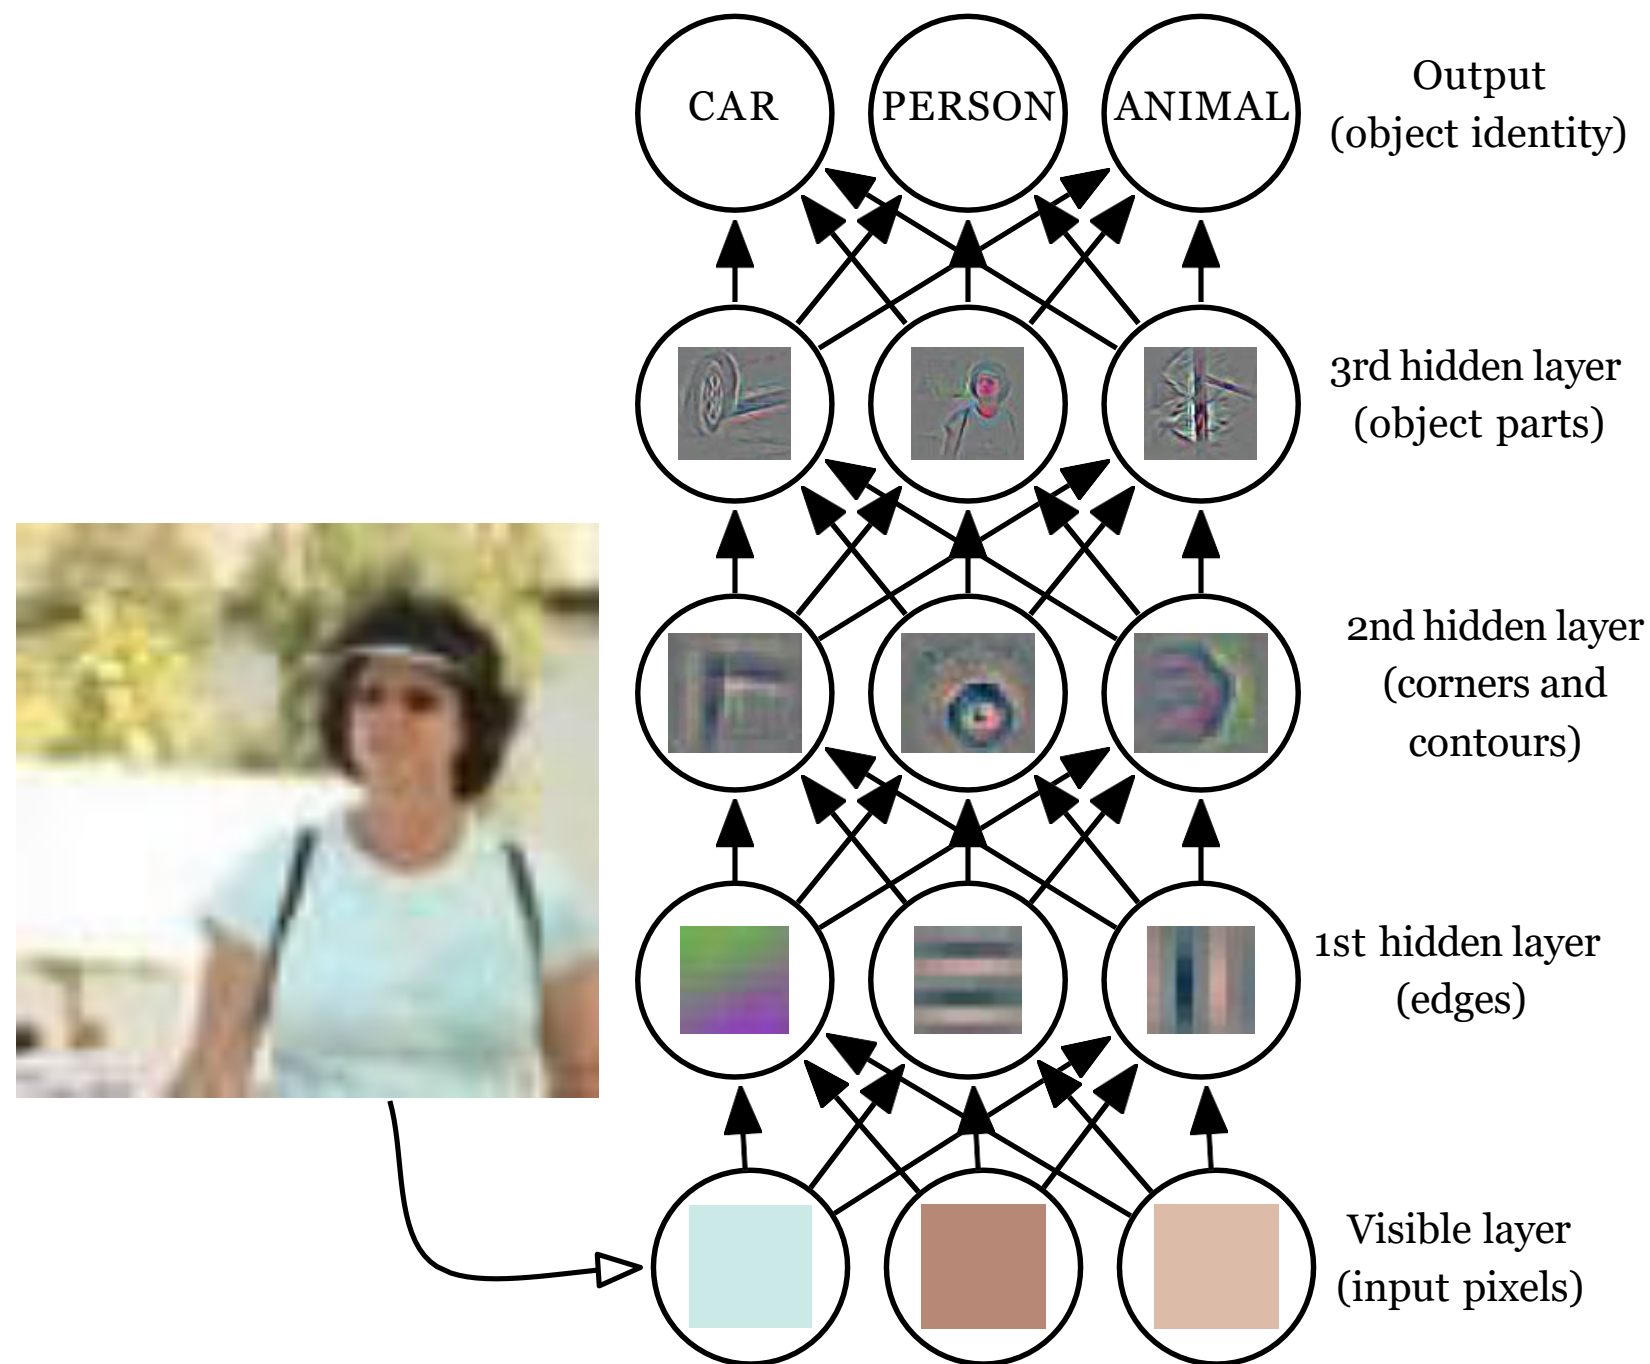 CAR
PERSON
ANIMAL
Output
(object identity)
3rd hidden layer
(object parts)
2nd hidden layer
(corners and
contours)
1st hidden layer
(edges)
Visible layer
(input pixels)